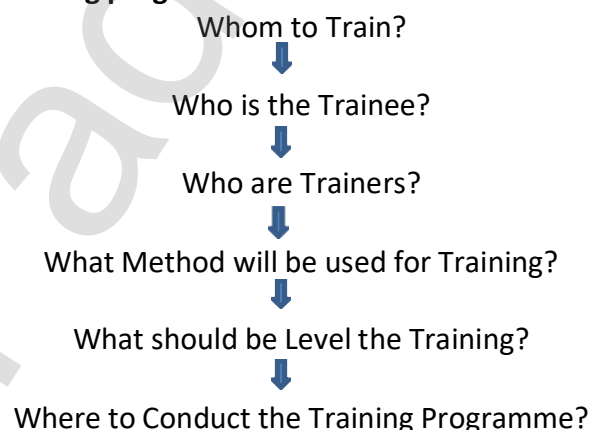 Whom to Train?
Who is the Trainee?
Who are Trainers?
What Method will be used for Training?
What should be Level the Training?
Where to Conduct the Training Programme?